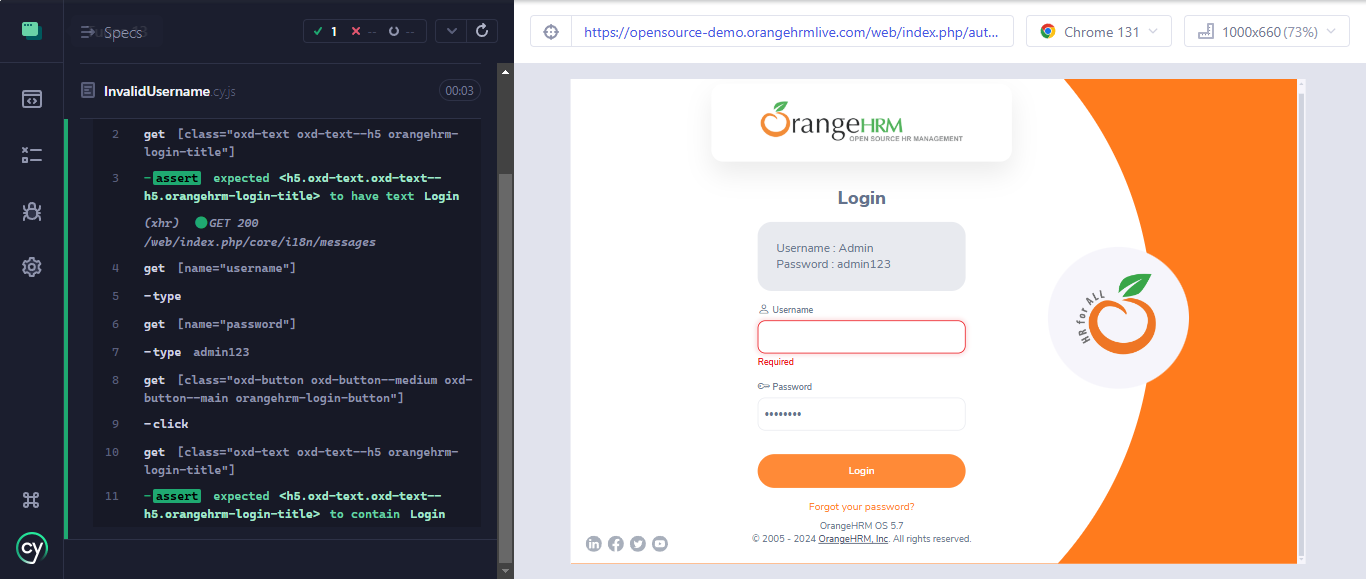 Specs
1
--
--
InvalidUsername.cy.js
00:03
2 get [class="oxd-text oxd-text--h5 orangehrm-
login-title"]
3 -assert expected <h5.oxd-text.oxd-text--
h5.orangehrm-login-title> to have text Login
(xhr) GET 200
/web/index.php/core/i18n/messages
4 get [name="username"]
5 -type
6 get [name="password"]
7 -type admin123
8 get [class="oxd-button oxd-button--medium oxd-
button--main orangehrm-login-button"]
9 -click
10 get [class="oxd-text oxd-text--h5 orangehrm-
login-title"]
11 -assert expected <h5.oxd-text.oxd-text--
h5.orangehrm-login-title> to contain Login
cy
https://opensource-demo.orangehrmlive.com/web/index.php/aut...
Chrome 131
1000x660 (73%)
OrangeHRM
OPEN SOURCE HR MANAGEMENT
Login
Username : Admin
Password : admin123
Username
Required
Password
••••••••
Login
Forgot your password?
OrangeHRM OS 5.7
© 2005 - 2024 OrangeHRM, Inc. All rights reserved.
HR for ALL